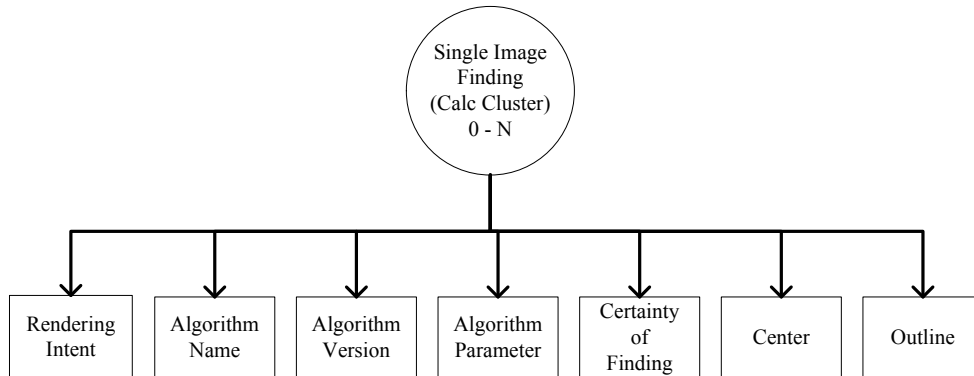 Single Image
Finding
(Calc Cluster)
0 - N
Rendering
Intent
Algorithm
Name
Algorithm
Version
Algorithm
Parameter
Certainty
of
Finding
Center
Outline